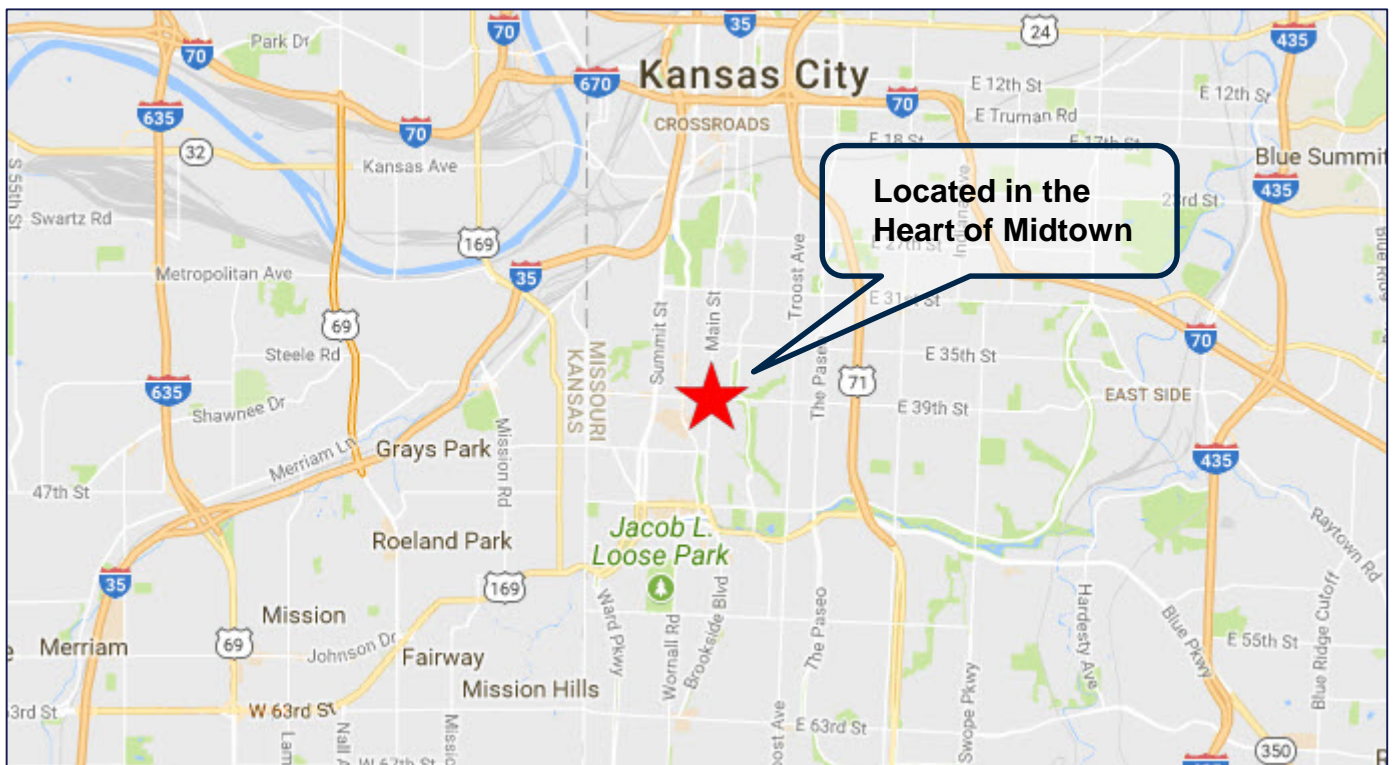 35
24
70
435
Park Dr
70
670
Kansas City
70
E 12th St
E 12th St
635
CROSSROADS
E Truman Rd
70
32
E 18 St
E 17th St
Kansas Ave
Blue Summit
S 55th St
435
Located in the
Heart of Midtown
Indiana Ave
23rd St
Swartz Rd
169
E 27th St
Metropolitan Ave
35
Troost Ave
E 31st St
69
Summit St
Main St
Steele Rd
MISSOURI
KANSAS
E 35th St
70
The Paseo
71
635
Shawnee Dr
E 39th St
EAST SIDE
Merriam Ln
Grays Park
Mission Rd
435
47th St
Jacob L.
Loose Park
Raytown Rd
Roeland Park
35
169
Ward Pkwy
Wornall Rd
Brookside Blvd
The Paseo
Hardesty Ave
Blue Pkwy
Blue Ridge Cutoff
Mission
E 55th St
Merriam
69
Johnson Dr
Fairway
Mission Hills
W 63rd St
E 63rd St
Swope Pkwy
350
W 67th St